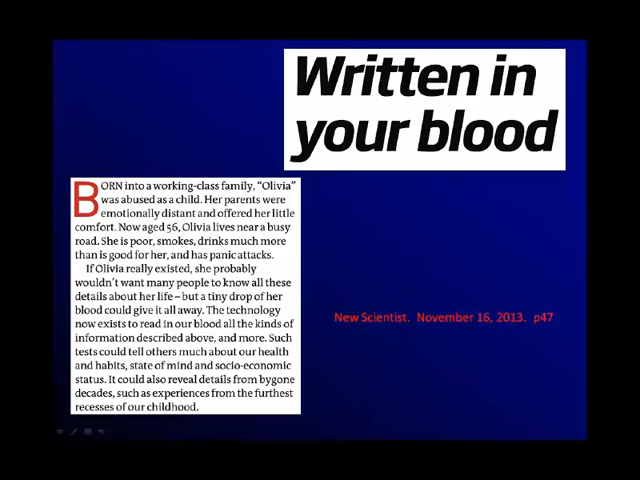 Written in
your blood
BORN into a working-class family, "Olivia"
was abused as a child. Her parents were
emotionally distant and offered her little
comfort. Now aged 56, Olivia lives near a busy
road. She is poor, smokes, drinks much more
than is good for her, and has panic attacks.
If Olivia really existed, she probably
wouldn't want many people to know all these
details about her life – but a tiny drop of her
blood could give it all away. The technology
now exists to read in our blood all the kinds of
information described above, and more. Such
tests could tell others much about our health
and habits, state of mind and socio-economic
status. It could also reveal details from bygone
decades, such as experiences from the furthest
recesses of our childhood.
New Scientist. November 16, 2013. p47